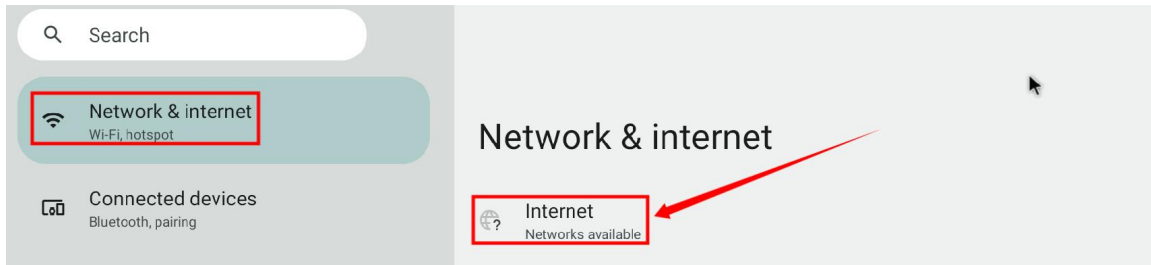 Search
Network & internet
Wi-Fi, hotspot
Connected devices
Bluetooth, pairing
Network & internet
Internet
Networks available